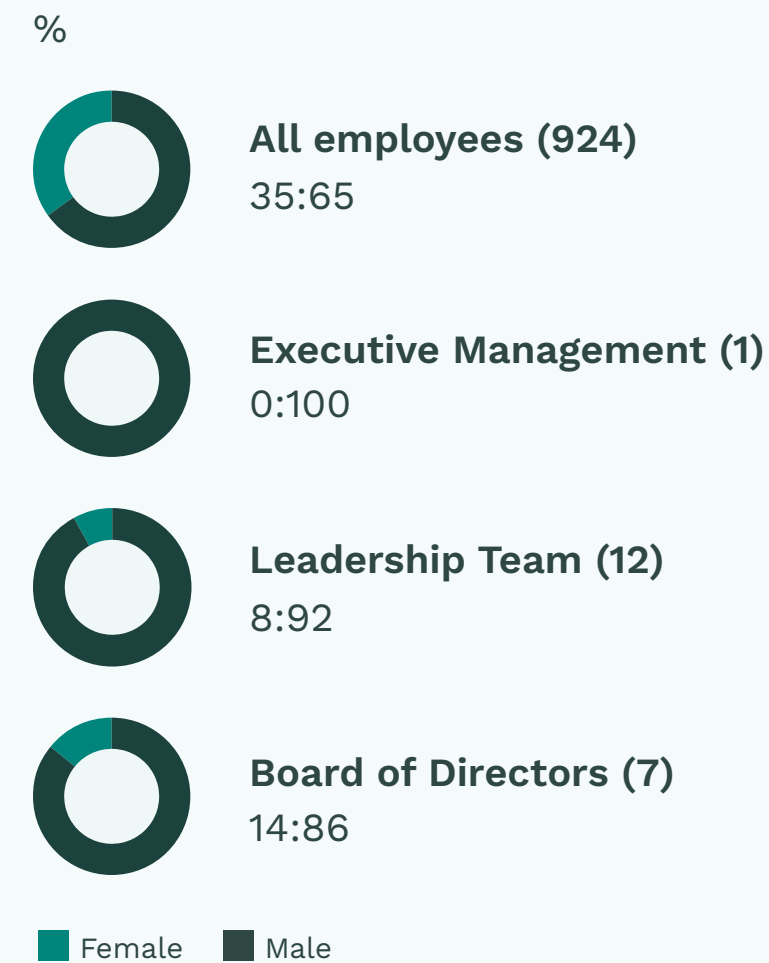 %
All employees (924)
35:65
Executive Management (1)
0:100
Leadership Team (12)
8:92
Board of Directors (7)
14:86
Female Male